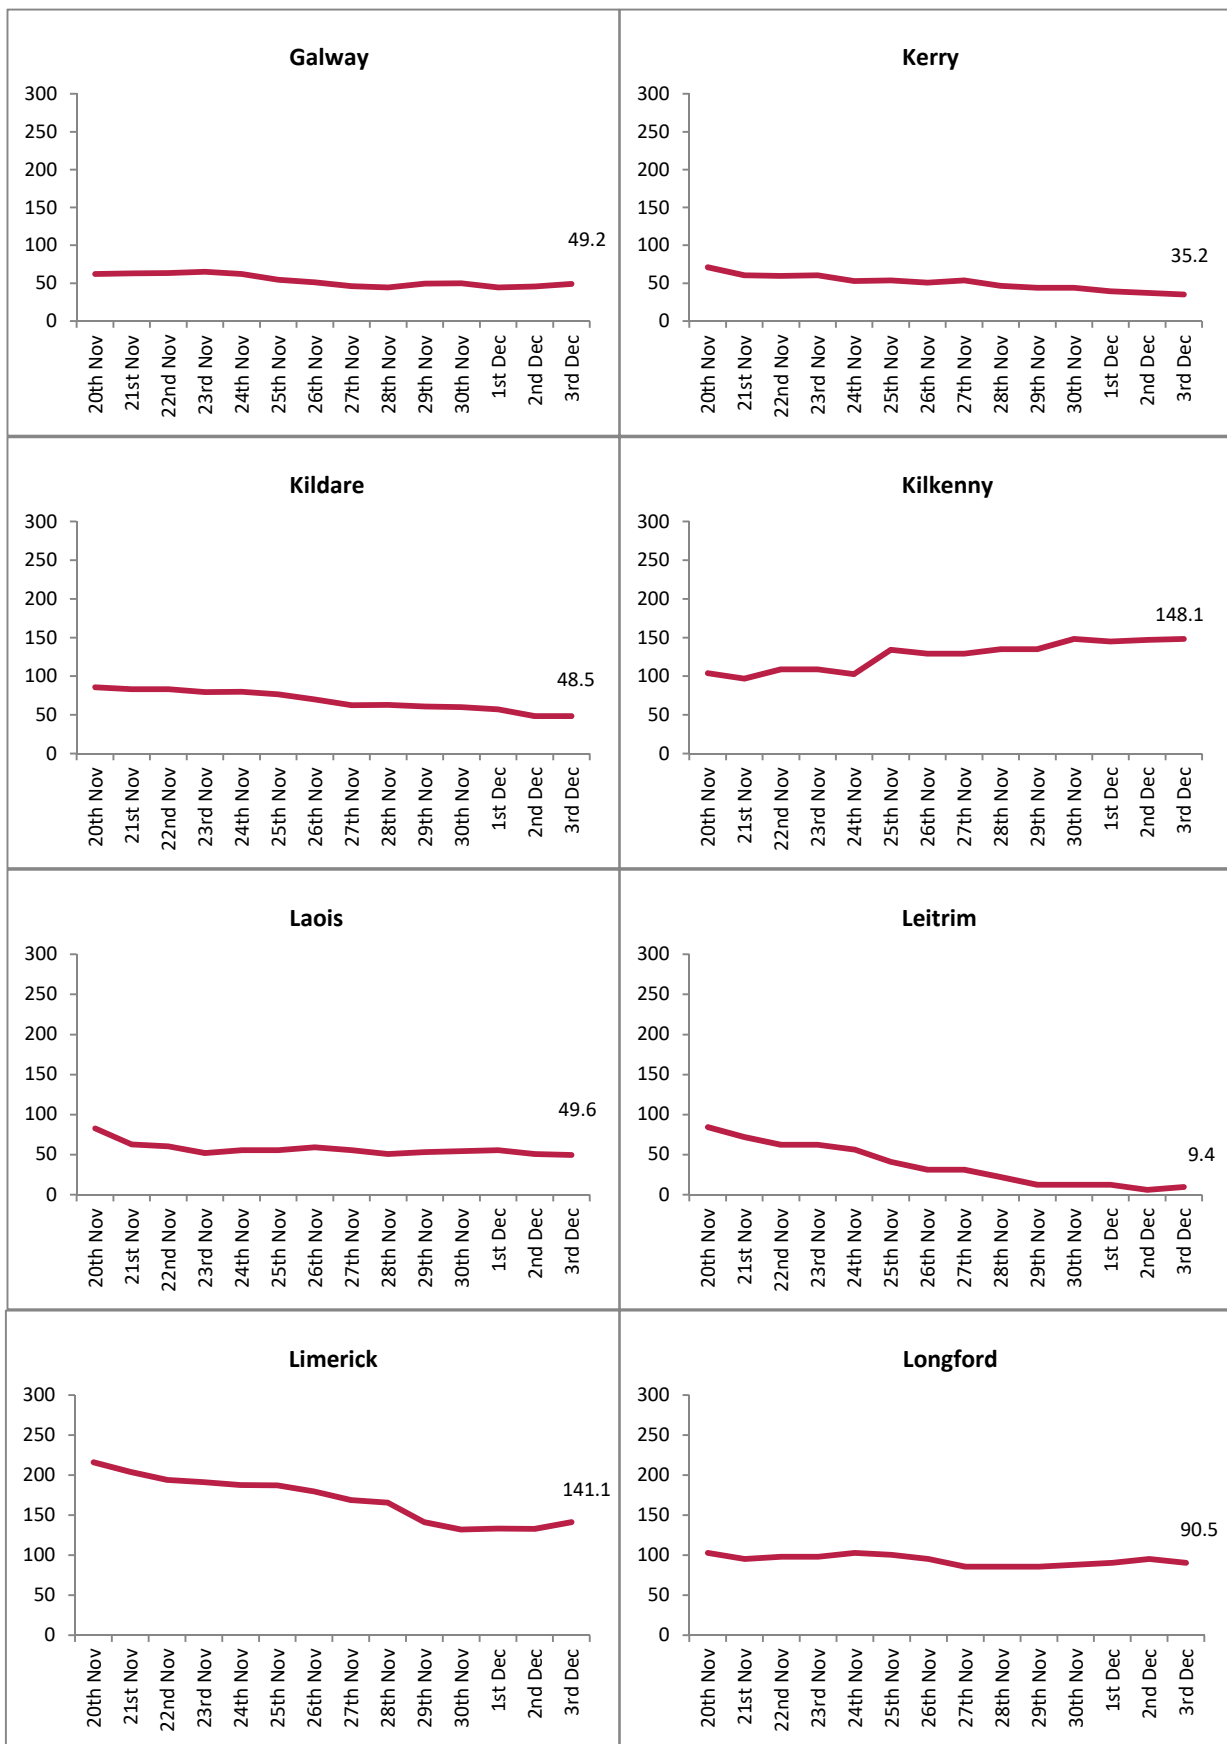 Galway
300
250
200
150
100
50
0
49.2
20th Nov
21st Nov
22nd Nov
23rd Nov
24th Nov
25th Nov
26th Nov
27th Nov
28th Nov
29th Nov
30th Nov
1st Dec
2nd Dec
3rd Dec
Kerry
300
250
200
150
100
50
0
35.2
20th Nov
21st Nov
22nd Nov
23rd Nov
24th Nov
25th Nov
26th Nov
27th Nov
28th Nov
29th Nov
30th Nov
1st Dec
2nd Dec
3rd Dec
Kildare
300
250
200
150
100
50
0
48.5
20th Nov
21st Nov
22nd Nov
23rd Nov
24th Nov
25th Nov
26th Nov
27th Nov
28th Nov
29th Nov
30th Nov
1st Dec
2nd Dec
3rd Dec
Kilkenny
300
250
200
150
100
50
0
148.1
20th Nov
21st Nov
22nd Nov
23rd Nov
24th Nov
25th Nov
26th Nov
27th Nov
28th Nov
29th Nov
30th Nov
1st Dec
2nd Dec
3rd Dec
Laois
300
250
200
150
100
50
0
49.6
20th Nov
21st Nov
22nd Nov
23rd Nov
24th Nov
25th Nov
26th Nov
27th Nov
28th Nov
29th Nov
30th Nov
1st Dec
2nd Dec
3rd Dec
Leitrim
300
250
200
150
100
50
0
9.4
20th Nov
21st Nov
22nd Nov
23rd Nov
24th Nov
25th Nov
26th Nov
27th Nov
28th Nov
29th Nov
30th Nov
1st Dec
2nd Dec
3rd Dec
Limerick
300
250
200
150
100
50
0
141.1
20th Nov
21st Nov
22nd Nov
23rd Nov
24th Nov
25th Nov
26th Nov
27th Nov
28th Nov
29th Nov
30th Nov
1st Dec
2nd Dec
3rd Dec
Longford
300
250
200
150
100
50
0
90.5
20th Nov
21st Nov
22nd Nov
23rd Nov
24th Nov
25th Nov
26th Nov
27th Nov
28th Nov
29th Nov
30th Nov
1st Dec
2nd Dec
3rd Dec